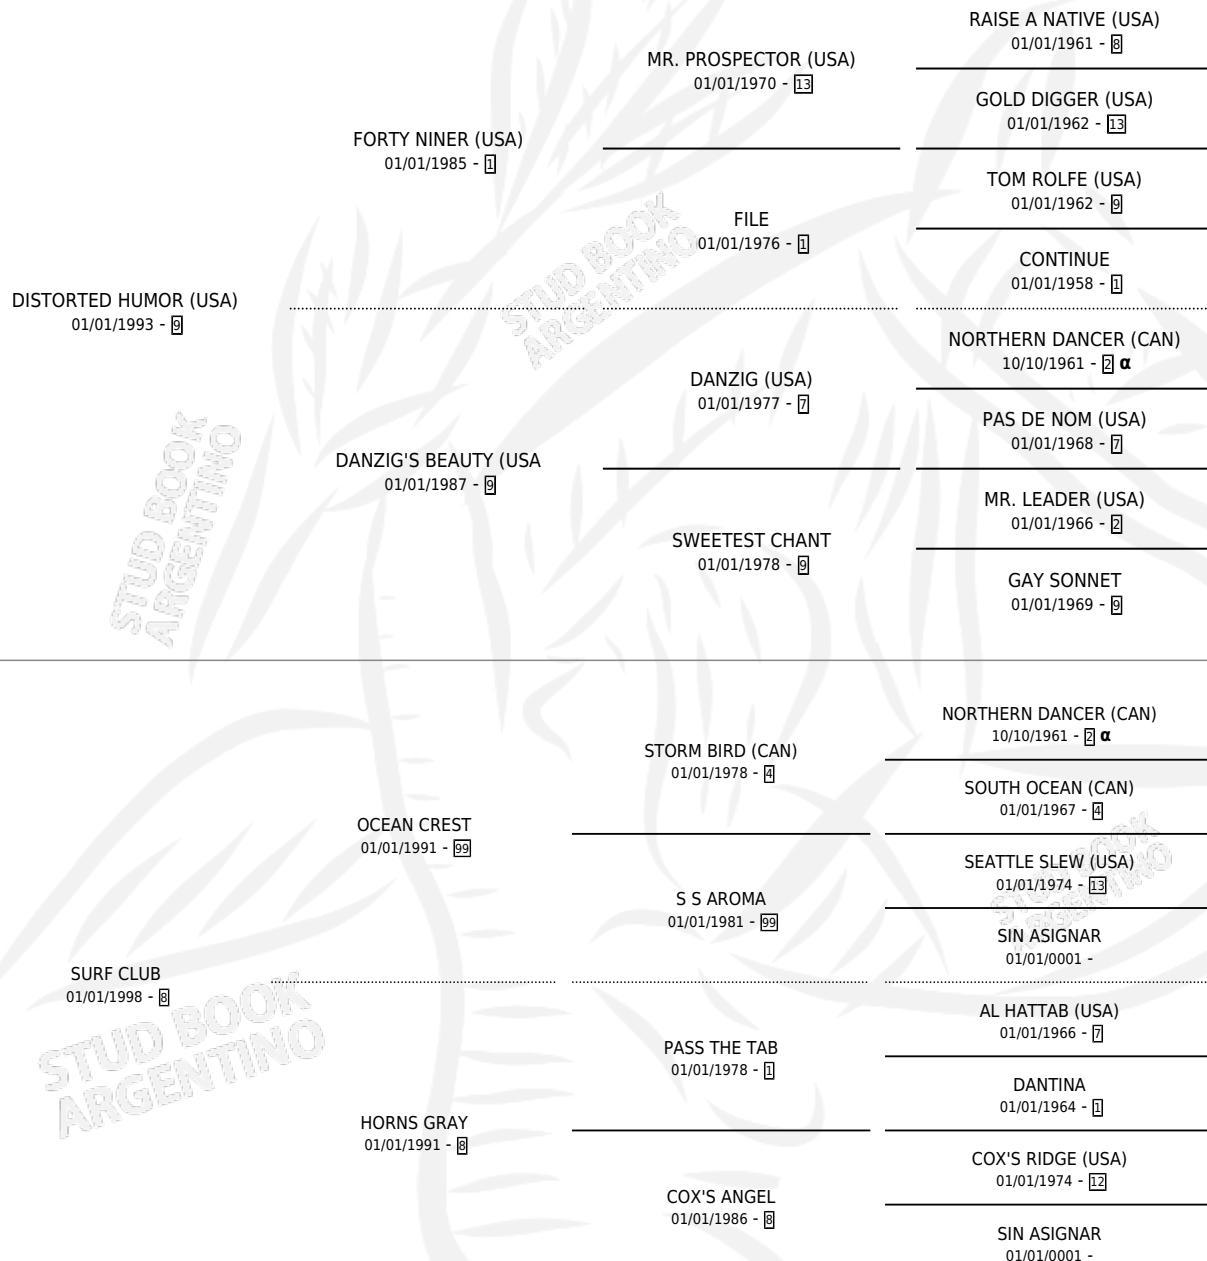 RAISE A NATIVE (USA)
01/01/1961 - 8
MR. PROSPECTOR (USA)
01/01/1970 - 13
GOLD DIGGER (USA)
01/01/1962 - 13
FORTY NINER (USA)
01/01/1985 - 1
TOM ROLFE (USA)
01/01/1962 - 9
FILE
01/01/1976 - 1
CONTINUE
01/01/1958 - 1
DISTORTED HUMOR (USA)
01/01/1993 - 9
NORTHERN DANCER (CAN)
10/10/1961 - 2 α
DANZIG (USA)
01/01/1977 - 7
PAS DE NOM (USA)
01/01/1968 - 7
DANZIG'S BEAUTY (USA
01/01/1987 - 9
MR. LEADER (USA)
01/01/1966 - 2
SWEETEST CHANT
01/01/1978 - 9
GAY SONNET
01/01/1969 - 9
NORTHERN DANCER (CAN)
10/10/1961 - 2 α
STORM BIRD (CAN)
01/01/1978 - 4
SOUTH OCEAN (CAN)
01/01/1967 - 4
OCEAN CREST
01/01/1991 - 99
SEATTLE SLEW (USA)
01/01/1974 - 13
S S AROMA
01/01/1981 - 99
SIN ASIGNAR
01/01/0001 -
SURF CLUB
01/01/1998 - 8
AL HATTAB (USA)
01/01/1966 - 7
PASS THE TAB
01/01/1978 - 1
DANTINA
01/01/1964 - 1
HORNS GRAY
01/01/1991 - 8
COX'S RIDGE (USA)
01/01/1974 - 12
COX'S ANGEL
01/01/1986 - 8
SIN ASIGNAR
01/01/0001 -
STUD BOOK
ARGENTINO
STUD BOOK
ARGENTINO
STUD BOOK
ARGENTINO
STUD BOOK
ARGENTINO